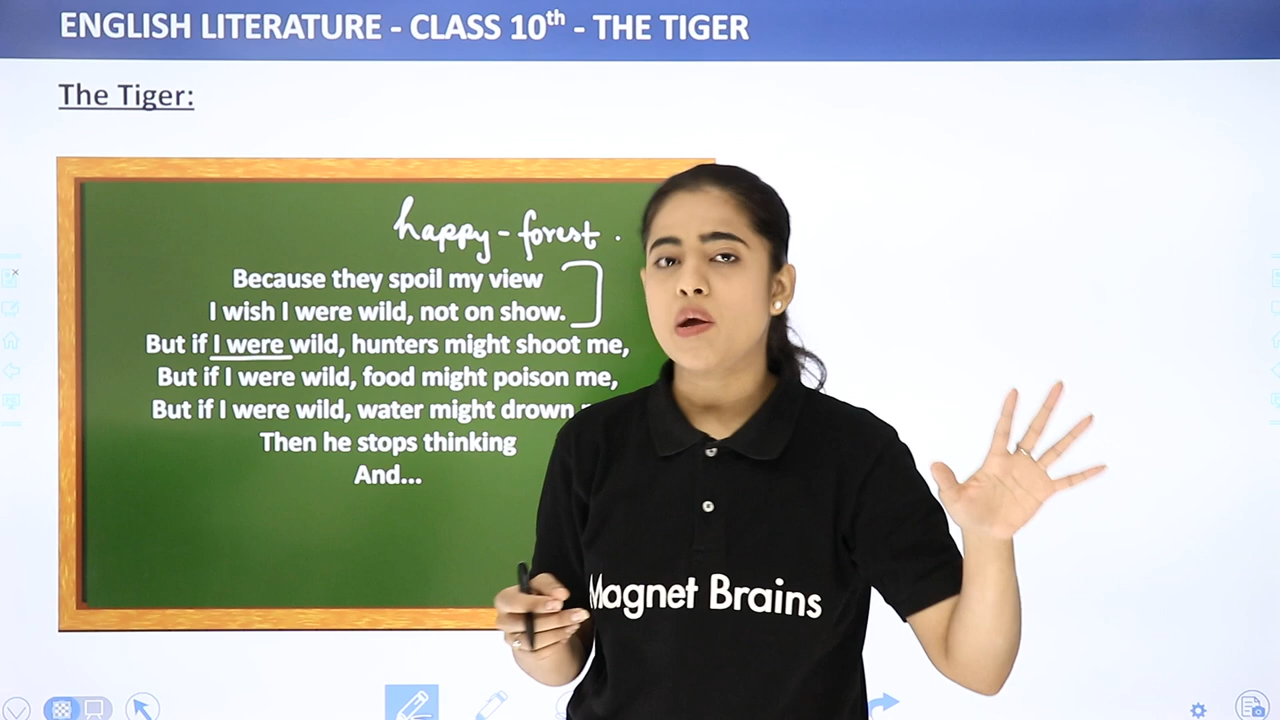 ENGLISH LITERATURE - CLASS 10th - THE TIGER
The Tiger:
happy - forest.
Because they spoil my view
I wish I were wild, not on show.
But if I were wild, hunters might shoot me,
But if I were wild, food might poison me,
But if I were wild, water might drown
Then he stops thinking
And...
Magnet Brains